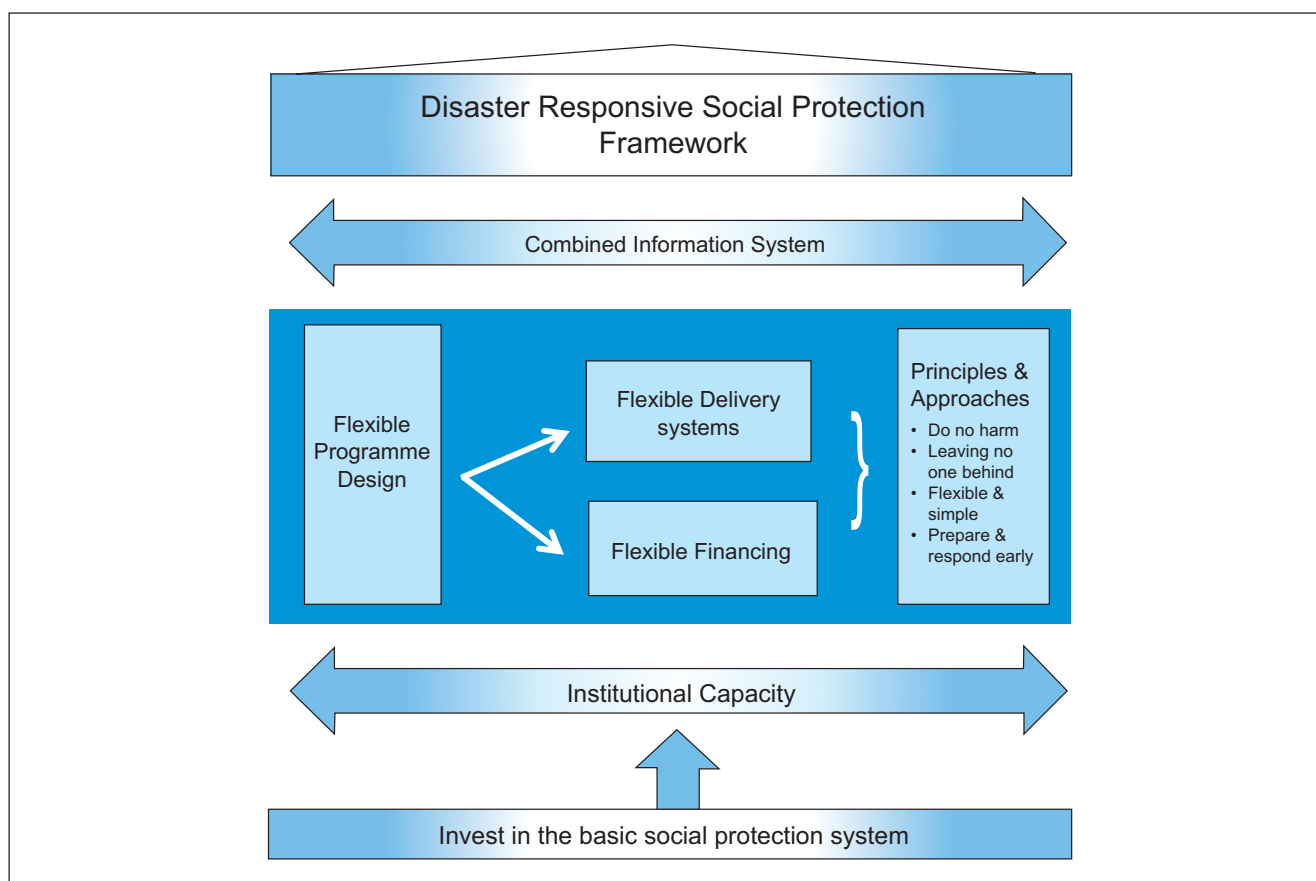 Disaster Responsive Social Protection
Framework
Combined Information System
Flexible
Programme
Design
Flexible Delivery
systems
Flexible Financing
Principles &
Approaches
• Do no harm
• Leaving no
one behind
• Flexible &
simple
• Prepare &
respond early
Institutional Capacity
Invest in the basic social protection system